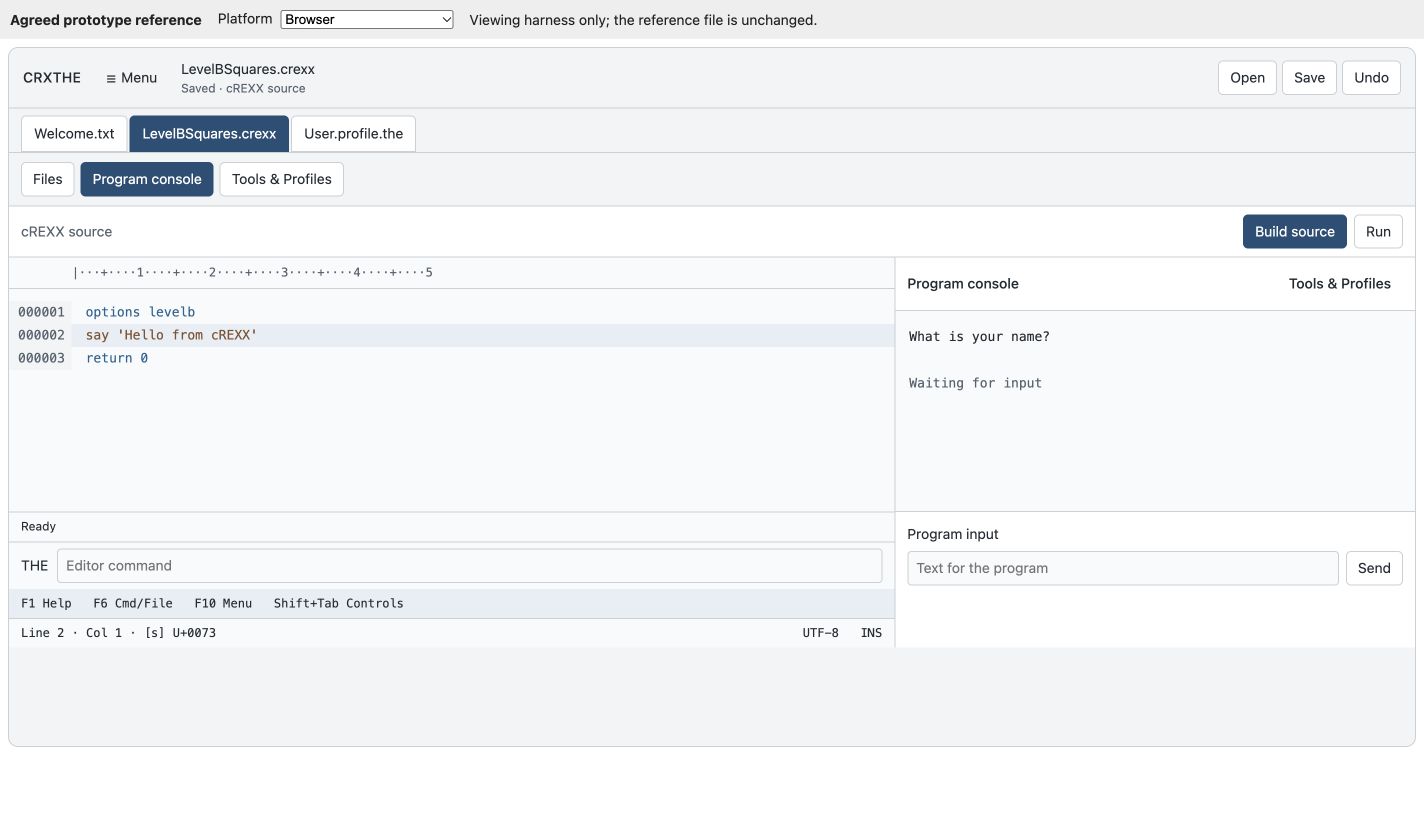 Agreed prototype reference Platform Browser Viewing harness only; the reference file is unchanged.
CRXTHE ≡ Menu LevelBSquares.crexx
Saved · cREXX source
Open Save Undo
Welcome.txt LevelBSquares.crexx User.profile.the
Files Program console Tools & Profiles
cREXX source Build source Run
|···+····1····+····2····+····3····+····4····+····5
000001 options levelb
000002 say 'Hello from cREXX'
000003 return 0
Ready
THE Editor command
F1 Help F6 Cmd/File F10 Menu Shift+Tab Controls
Line 2 · Col 1 · [s] U+0073 UTF-8 INS
Program console Tools & Profiles
What is your name?
Waiting for input
Program input
Text for the program Send